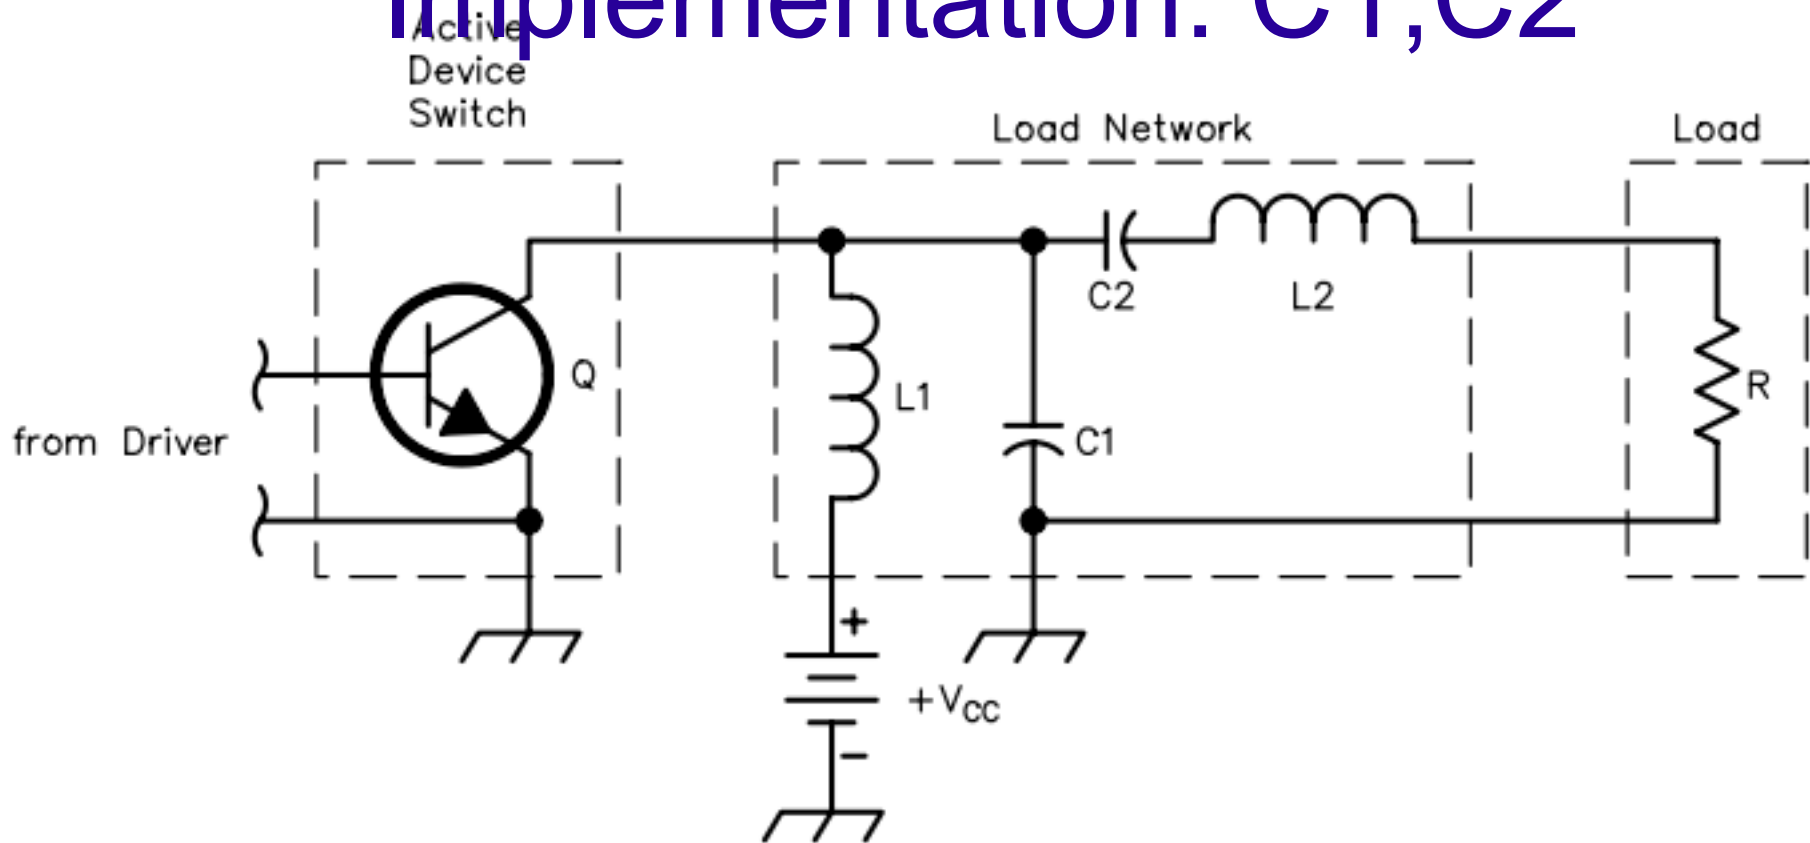 Implementation: C1,C2
Active
Device
Switch
Load Network
Load
C2
L2
Q
L1
R
from Driver
C1
+
+VCC
−